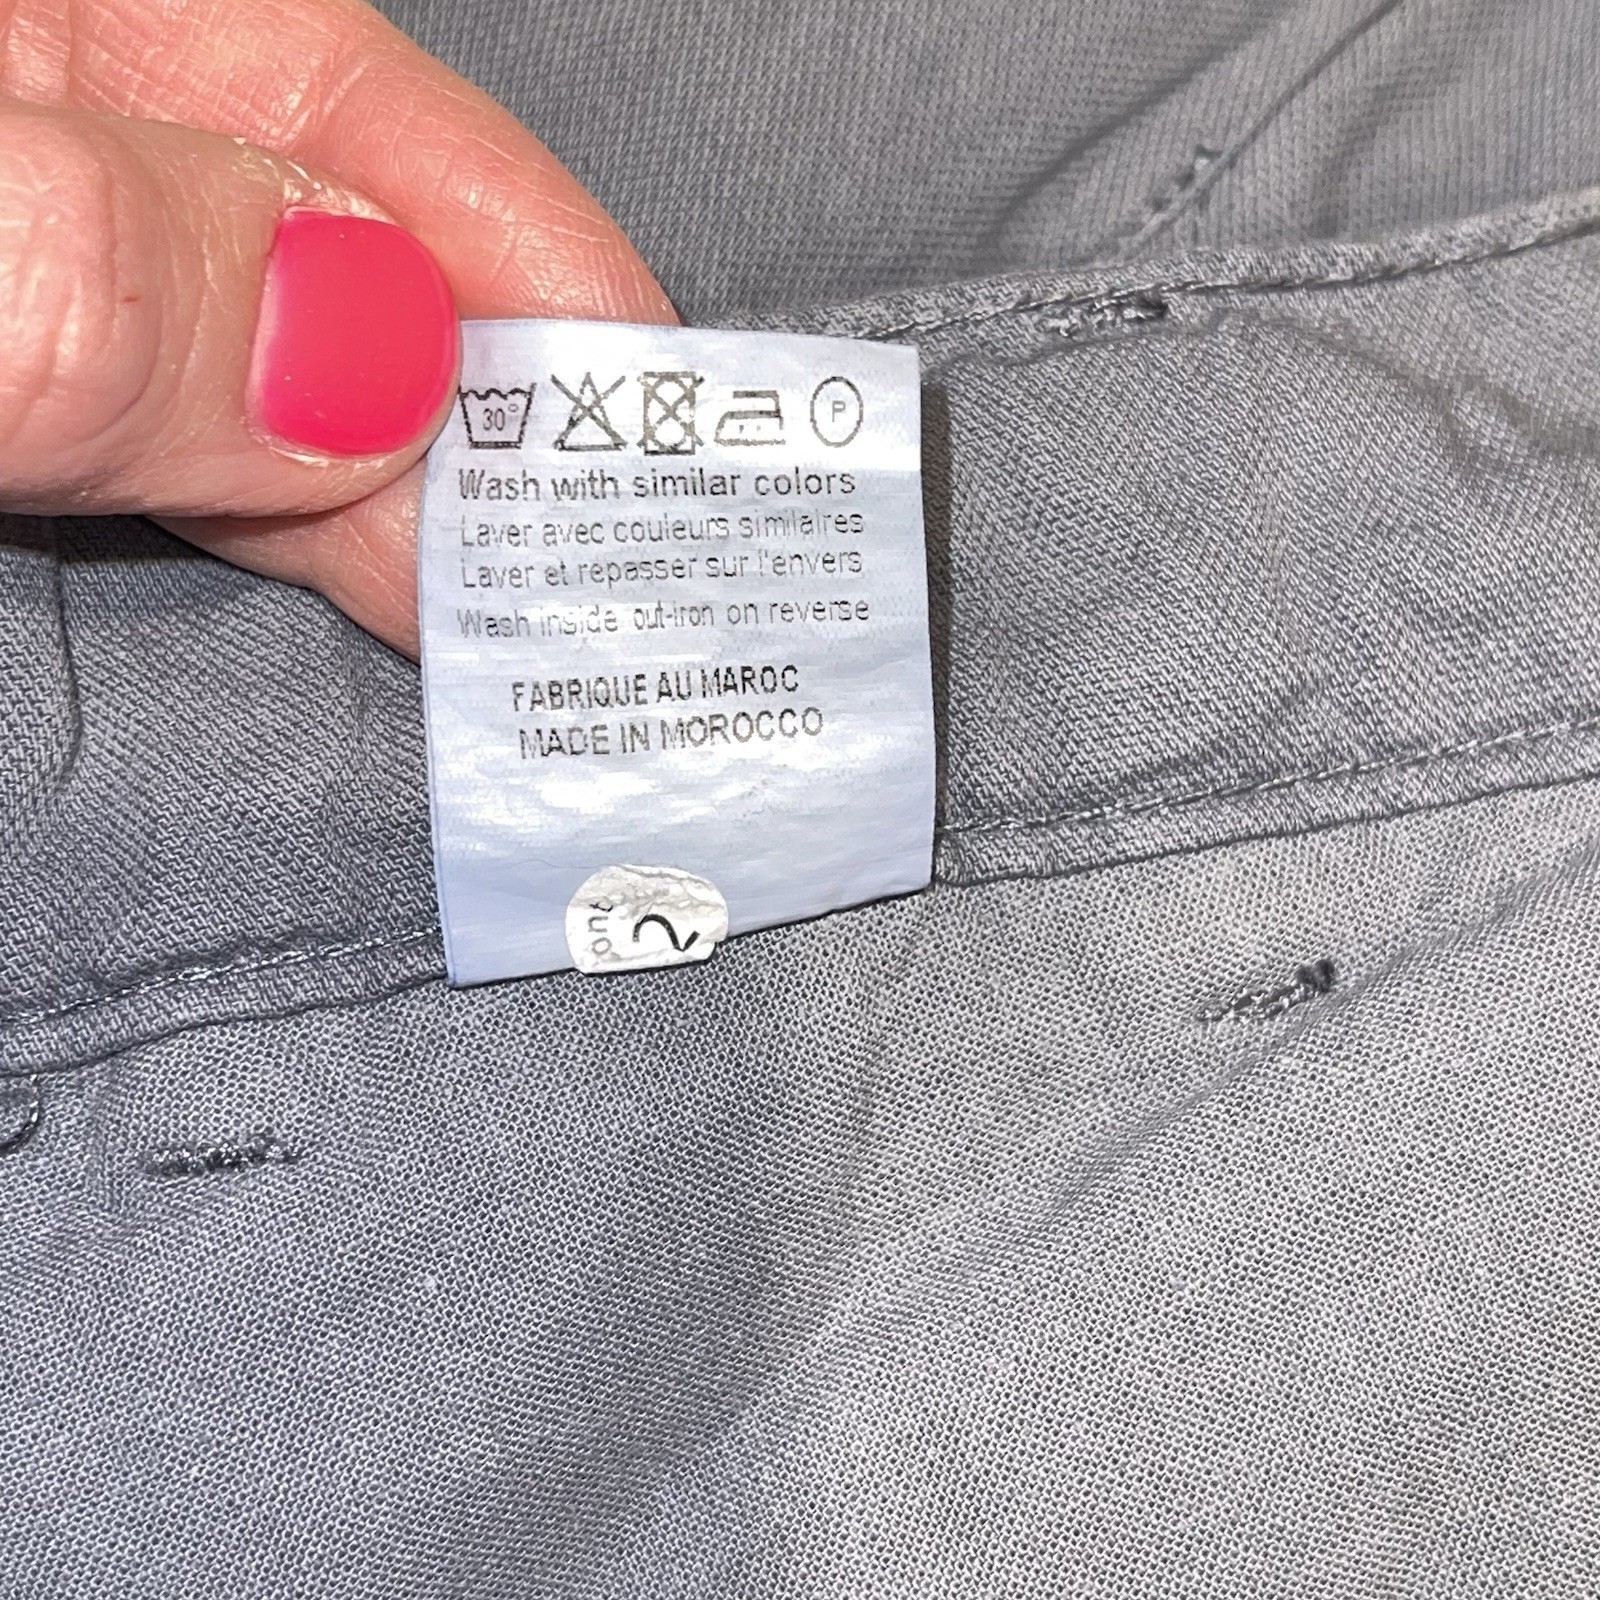 30°
P
Wash with similar colors
Laver avec couleurs similaires
Laver et repasser sur l'envers
Wash inside out-iron on reverse
FABRIQUE AU MAROC
MADE IN MOROCCO
2